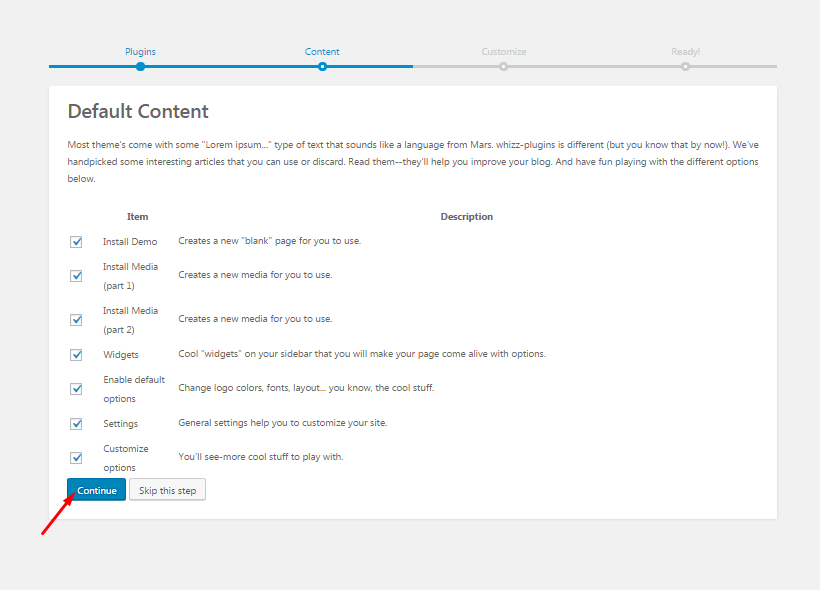 Plugins Content Customize Ready!
Default Content
Most theme's come with some "Lorem ipsum..." type of text that sounds like a language from Mars. whizz-plugins is different (but you know that by now!). We've
handpicked some interesting articles that you can use or discard. Read them--they'll help you improve your blog. And have fun playing with the different options
below.
Item Description
Install Demo Creates a new "blank" page for you to use.
Install Media
(part 1)
Creates a new media for you to use.
Install Media
(part 2)
Creates a new media for you to use.
Widgets Cool "widgets" on your sidebar that you will make your page come alive with options.
Enable default
options
Change logo colors, fonts, layout... you know, the cool stuff.
Settings General settings help you to customize your site.
Customize
options
You'll see-more cool stuff to play with.
Continue Skip this step